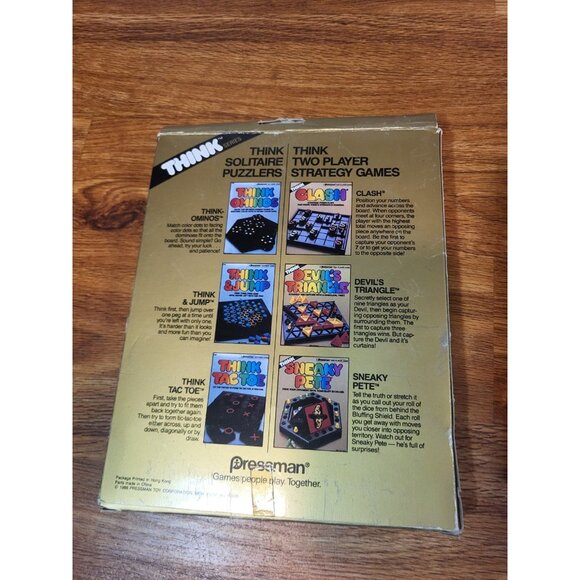 THINK™ SERIES
THINK
SOLITAIRE
PUZZLERS
THINK
TWO PLAYER
STRATEGY GAMES
THINK
OMINOS
THINK-
OMINOS™
Match color dots to facing
color dots so that all the
dominoes fit onto the
board. Sound simple? Go
ahead, try your luck
and patience!
THINK
& JUMP
THINK
& JUMP™
Think first, then jump over
one peg at a time until
you're left with only one.
It's harder than it looks
and more fun than you
can imagine!
THINK
TAC TOE
THINK
TAC TOE™
First, take the pieces
apart and try to fit them
back together again.
Then try to form tic-tac-toe
either across, up and
down, diagonally or by
draw.
CLASH
CLASH®
Position your numbers
and advance across the
board. When opponents
meet at four corners, the
player with the highest
total moves an opposing
piece anywhere on the
board. Be the first to
capture your opponent's
7 or to get your numbers
to the opposite side!
DEVIL'S
TRIANGLE
DEVIL'S
TRIANGLE™
Secretly select one of
nine triangles as your
Devil, then begin captur-
ing opposing triangles by
surrounding them. The
first to capture three
triangles wins. But cap-
ture the Devil and it's
curtains!
SNEAKY
PETE
SNEAKY
PETE™
Tell the truth or stretch it
as you call out your roll of
the dice from behind the
Bluffing Shield. Each roll
you get away with moves
you closer into opposing
territory. Watch out for
Sneaky Pete — he's full of
surprises!
Pressman®
Games people play. Together.
Package Printed in Hong Kong
Parts made in China
© 1986 PRESSMAN TOY CORPORATION, NEW